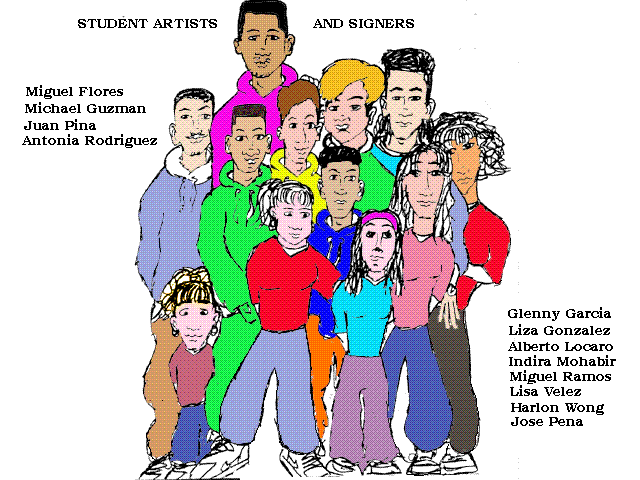 STUDENT ARTISTS AND SIGNERS
Miguel Flores
Michael Guzman
Juan Pina
Antonia Rodriguez
Glenny Garcia
Liza Gonzalez
Alberto Locaro
Indira Mohabir
Miguel Ramos
Lisa Velez
Harlon Wong
Jose Pena